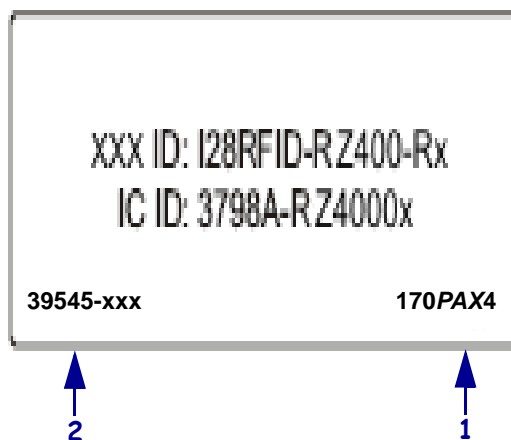 xxx ID: I28RFID-RZ400-Rx
IC ID: 3798A-RZ4000x
39545-xxx 170PAX4
2 1